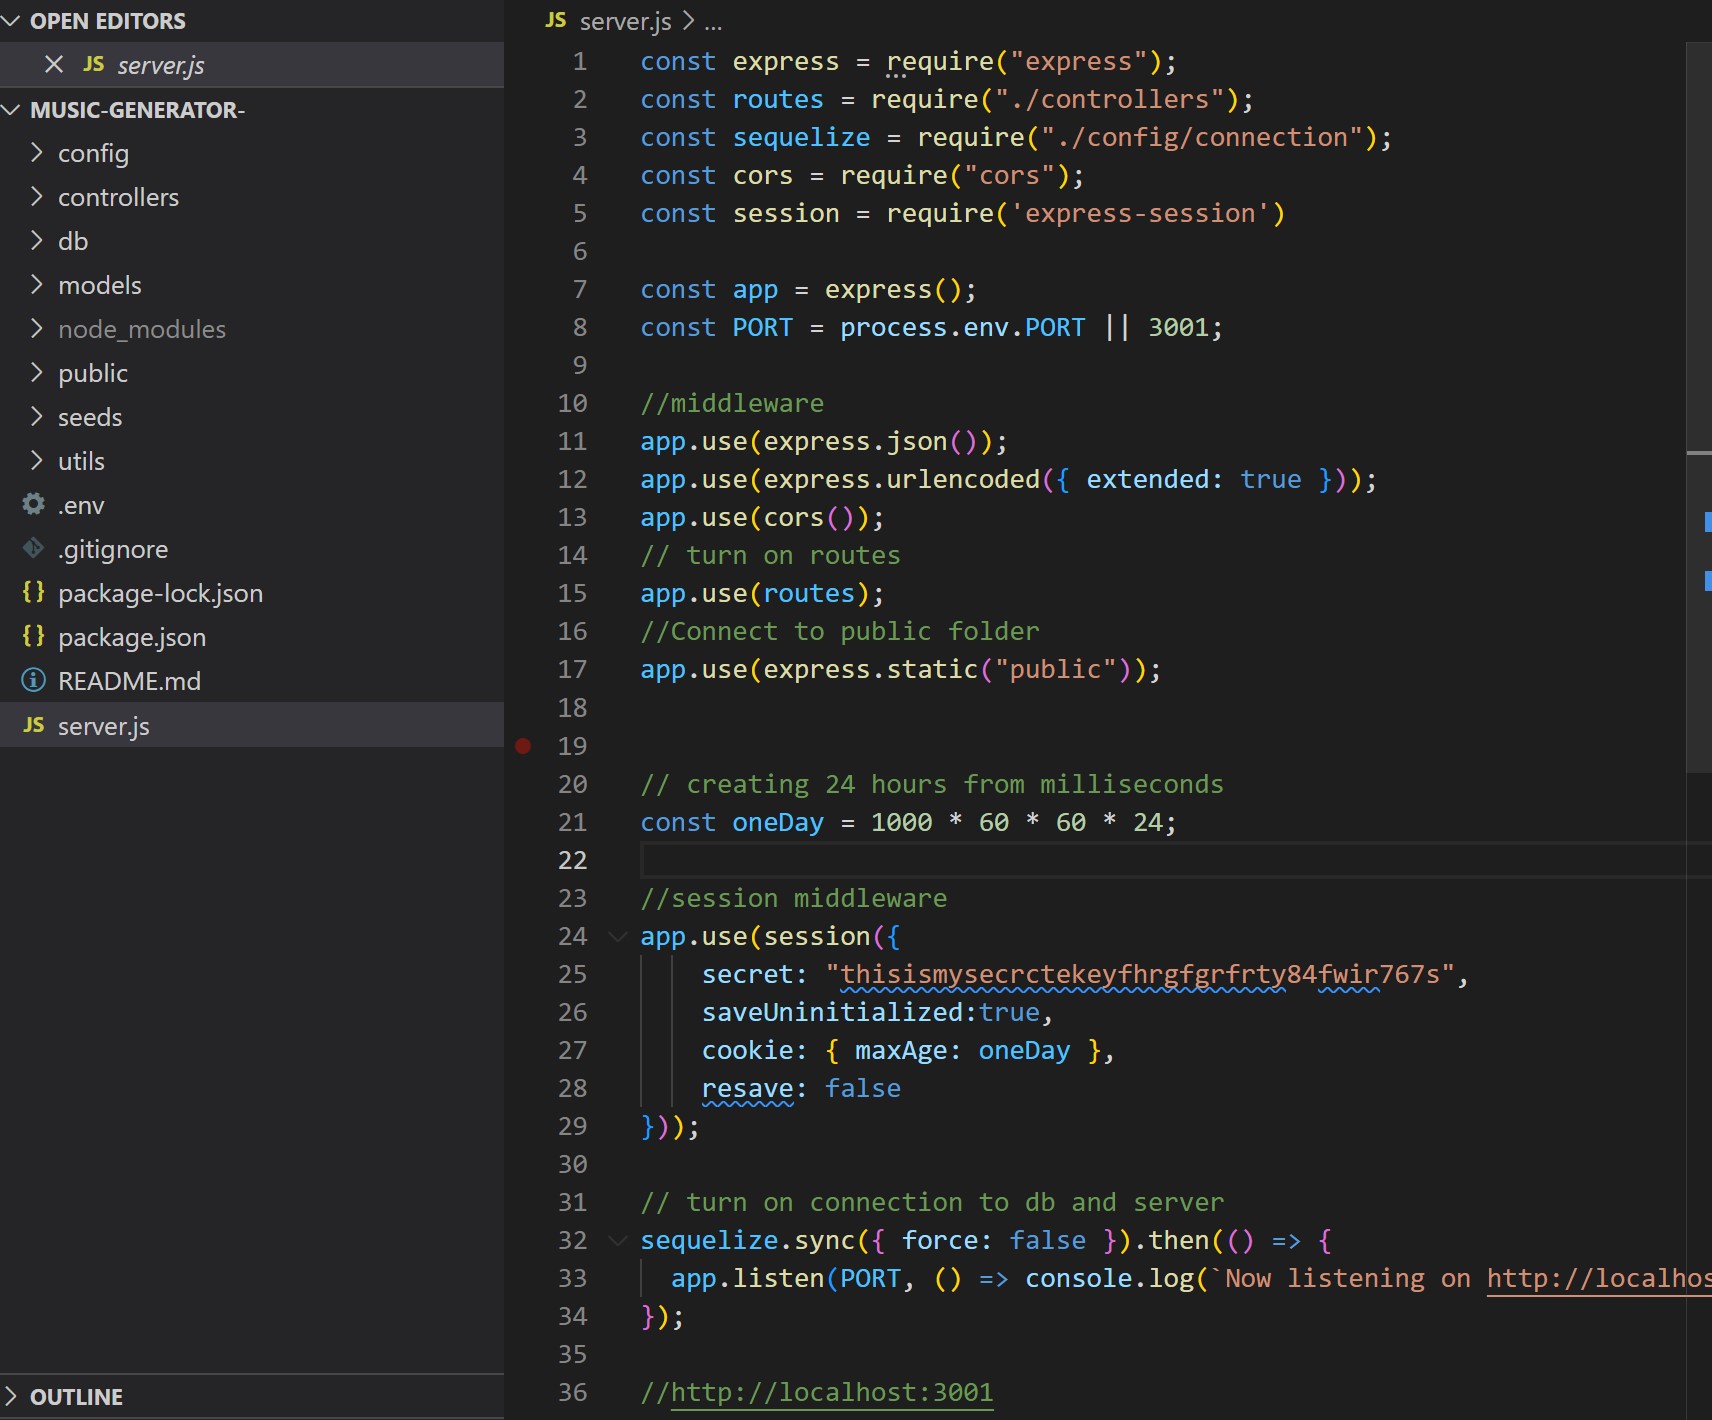 OPEN EDITORS
JS server.js
MUSIC-GENERATOR-
config
controllers
db
models
node_modules
public
seeds
utils
.env
.gitignore
{} package-lock.json
{} package.json
README.md
JS server.js
OUTLINE
JS server.js > ...
1 const express = require("express");
2 const routes = require("./controllers");
3 const sequelize = require("./config/connection");
4 const cors = require("cors");
5 const session = require('express-session')
6
7 const app = express();
8 const PORT = process.env.PORT || 3001;
9
10 //middleware
11 app.use(express.json());
12 app.use(express.urlencoded({ extended: true }));
13 app.use(cors());
14 // turn on routes
15 app.use(routes);
16 //Connect to public folder
17 app.use(express.static("public"));
18
19
20 // creating 24 hours from milliseconds
21 const oneDay = 1000 * 60 * 60 * 24;
22
23 //session middleware
24 app.use(session({
25 secret: "thisismysecrctekeyfhrgfgrfrty84fwir767s",
26 saveUninitialized:true,
27 cookie: { maxAge: oneDay },
28 resave: false
29 }));
30
31 // turn on connection to db and server
32 sequelize.sync({ force: false }).then(() => {
33 app.listen(PORT, () => console.log(`Now listening on http://localhos
34 });
35
36 //http://localhost:3001